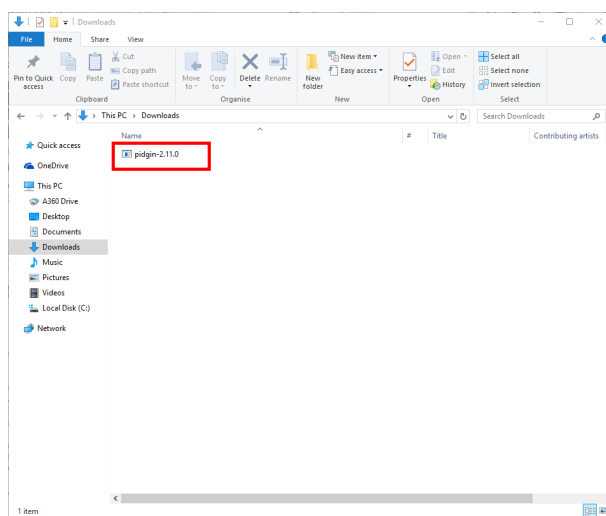 Downloads
File Home Share View
Pin to Quick access
Copy
Paste
Cut
Copy path
Paste shortcut
Move to
Copy to
Delete
Rename
New folder
New item
Easy access
Properties
Open
Edit
History
Select all
Select none
Invert selection
Clipboard Organise New Open Select
This PC > Downloads
Search Downloads
Name # Title Contributing artists
pidgin-2.11.0
Quick access
OneDrive
This PC
A360 Drive
Desktop
Documents
Downloads
Music
Pictures
Videos
Local Disk (C:)
Network
1 item